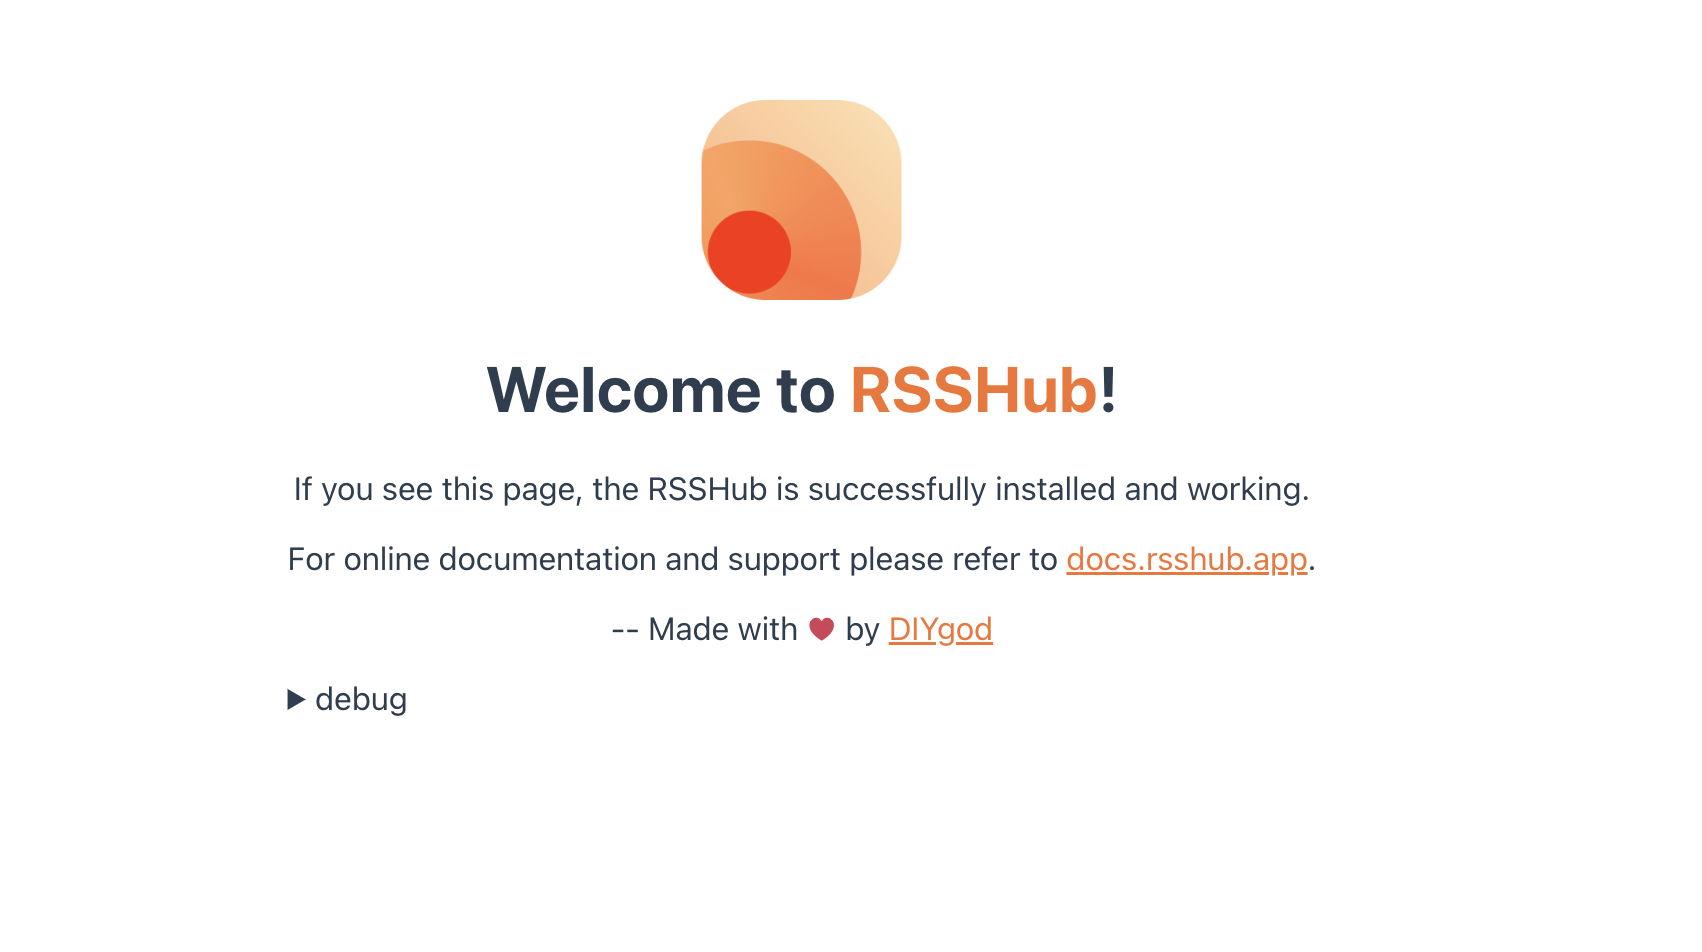 Welcome to RSSHub!
If you see this page, the RSSHub is successfully installed and working.
For online documentation and support please refer to docs.rsshub.app.
-- Made with ❤ by DIYgod
▶ debug